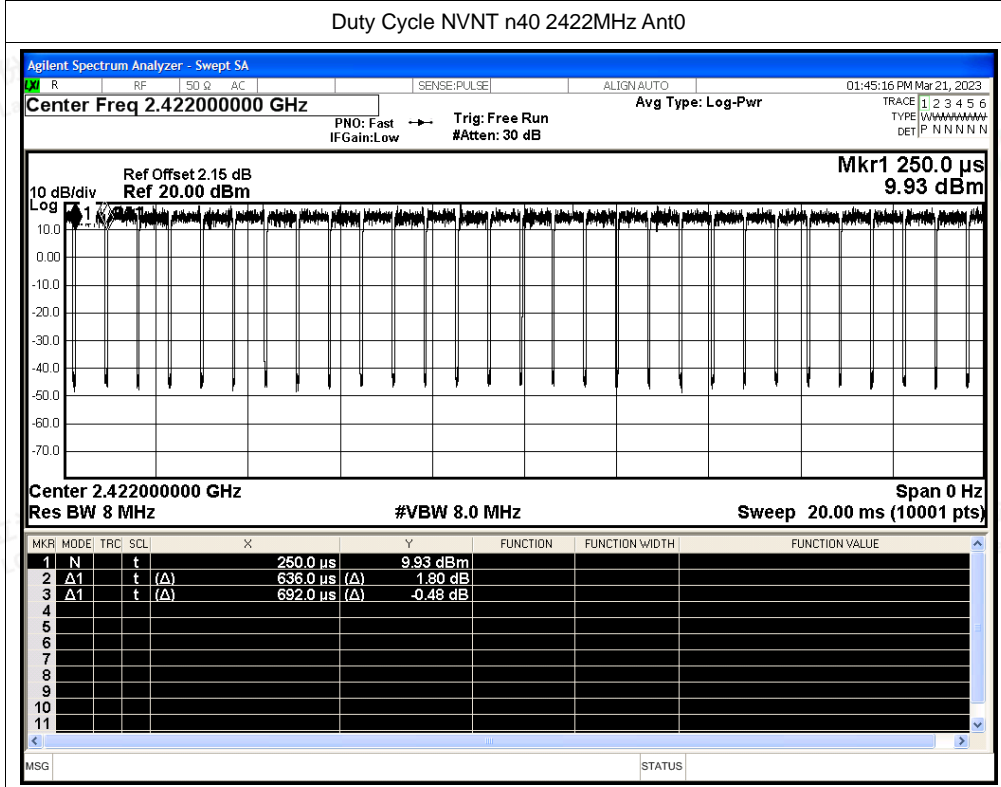 Duty Cycle NVNT n40 2422MHz Ant0
Agilent Spectrum Analyzer - Swept SA
LXI R RF 50 Ω AC SENSE:PULSE ALIGN AUTO 01:45:16 PM Mar 21, 2023
Center Freq 2.422000000 GHz Avg Type: Log-Pwr TRACE 1 2 3 4 5 6
PNO: Fast Trig: Free Run TYPE
IFGain:Low #Atten: 30 dB DET P N N N N N
Mkr1 250.0 µs
Ref Offset 2.15 dB
10 dB/div Ref 20.00 dBm 9.93 dBm
Log
1
10.0
0.00
-10.0
-20.0
-30.0
-40.0
-50.0
-60.0
-70.0
Center 2.422000000 GHz Span 0 Hz
Res BW 8 MHz #VBW 8.0 MHz Sweep 20.00 ms (10001 pts)
MKR MODE TRC SCL X Y FUNCTION FUNCTION WIDTH FUNCTION VALUE
1 N t 250.0 µs 9.93 dBm
2 Δ1 t (Δ) 636.0 µs (Δ) 1.80 dB
3 Δ1 t (Δ) 692.0 µs (Δ) -0.48 dB
4
5
6
7
8
9
10
11
MSG STATUS